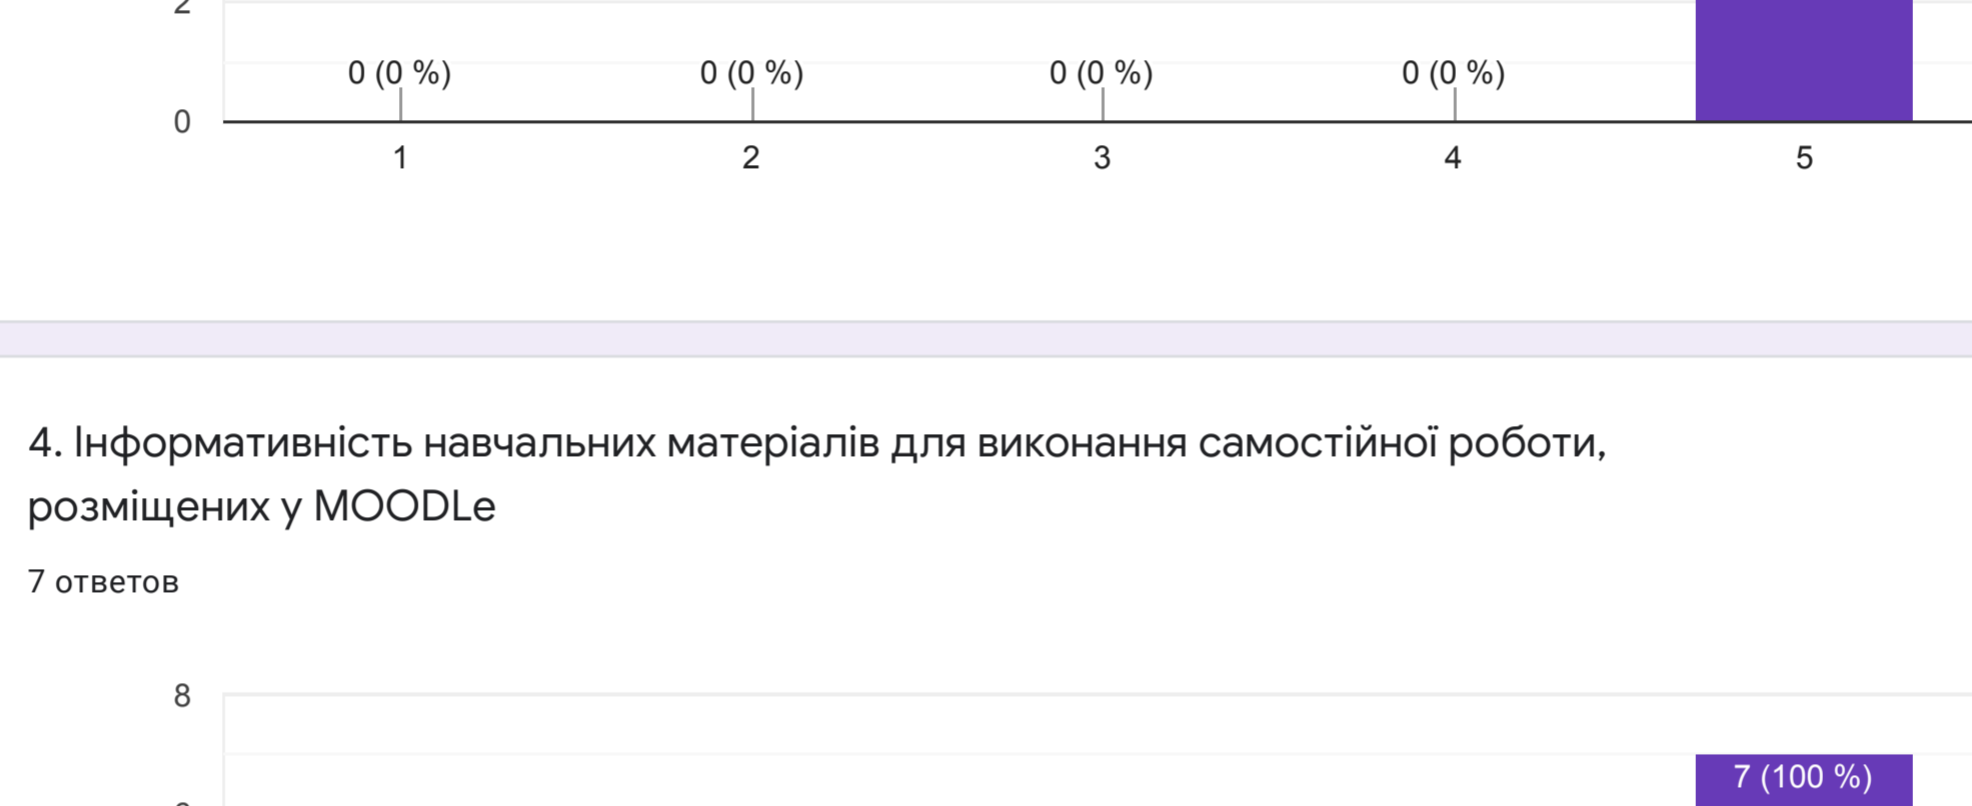 2
0 (0 %) 0 (0 %) 0 (0 %) 0 (0 %)
0
1 2 3 4 5
4. Інформативність навчальних матеріалів для виконання самостійної роботи,
розміщених у MOODLe
7 ответов
8
7 (100 %)